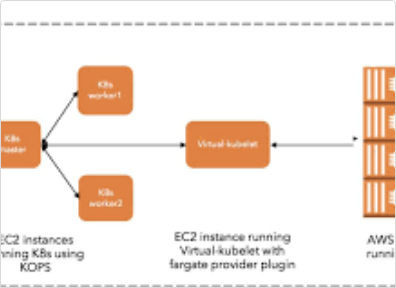 K8s
worker1
K8s
master
Virtual-kubelet
K8s
worker2
EC2 instances
nning K8s using
KOPS
EC2 instance running
Virtual-kubelet with
fargate provider plugin
AWS
runni